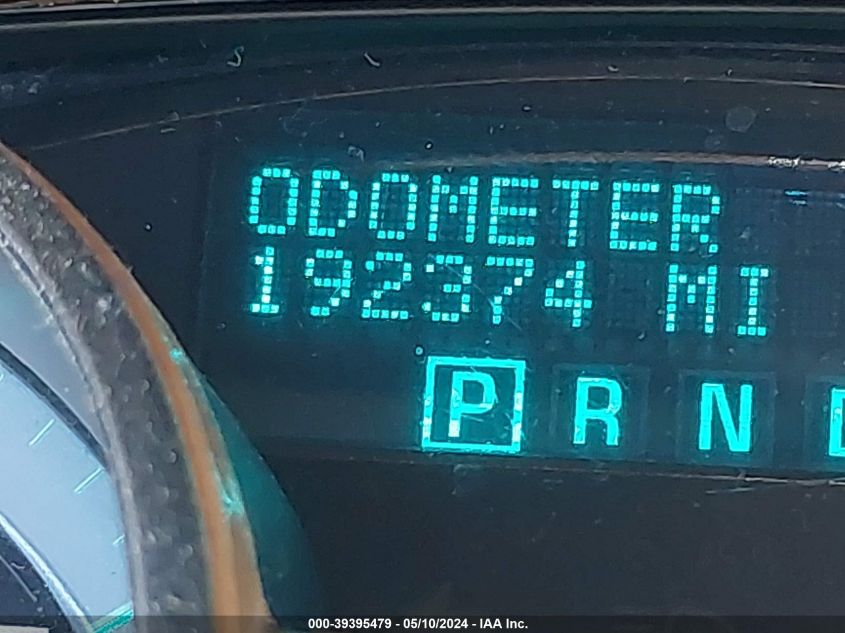 ODOMETER
192374 MI
P R N
000-39395479 - 05/10/2024 - IAA Inc.